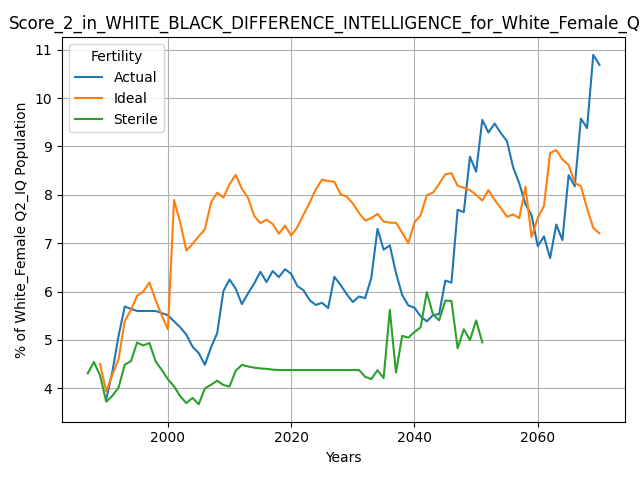 Score_2_in_WHITE_BLACK_DIFFERENCE_INTELLIGENCE_for_White_Female_Q
Fertility
Actual
Ideal
Sterile
% of White_Female Q2_IQ Population
11
10
9
8
7
6
5
4
2000 2020 2040 2060
Years